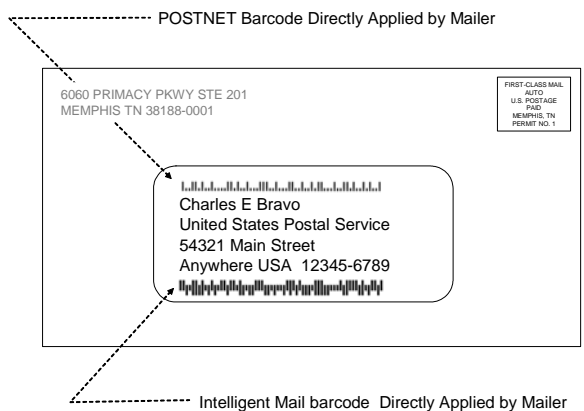 POSTNET Barcode Directly Applied by Mailer
6060 PRIMACY PKWY STE 201
MEMPHIS TN 38188-0001
FIRST-CLASS MAIL
AUTO
U.S. POSTAGE
PAID
MEMPHIS, TN
PERMIT NO. 1
Charles E Bravo
United States Postal Service
54321 Main Street
Anywhere USA 12345-6789
Intelligent Mail barcode Directly Applied by Mailer